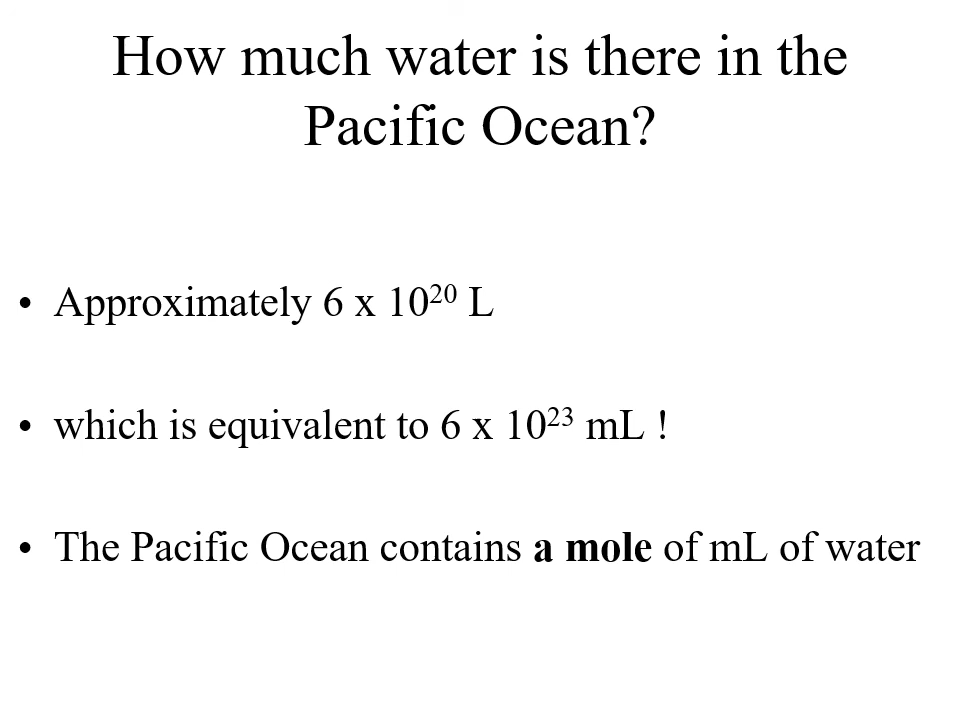 How much water is there in the
Pacific Ocean?
• Approximately 6 x 10²⁰ L
• which is equivalent to 6 x 10²³ mL !
• The Pacific Ocean contains a mole of mL of water